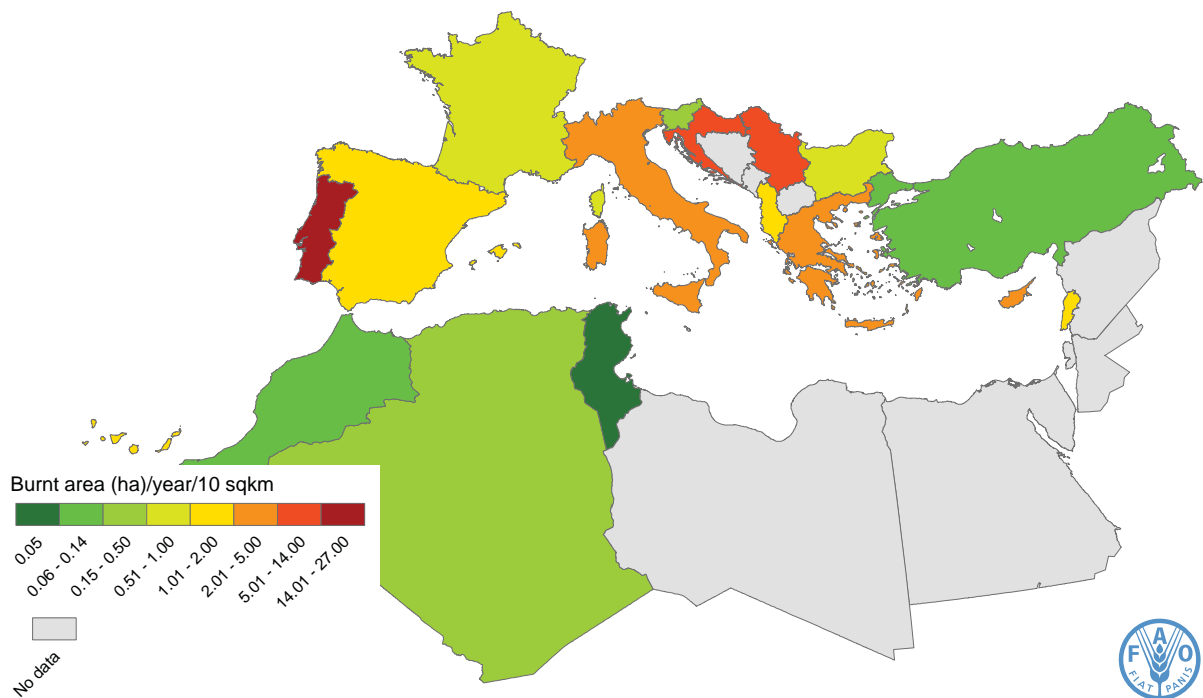 Burnt area (ha)/year/10 sqkm
0.05
0.06 - 0.14
0.15 - 0.50
0.51 - 1.00
1.01 - 2.00
2.01 - 5.00
5.01 - 14.00
14.01 - 27.00
No data
F A O
FIAT PANIS